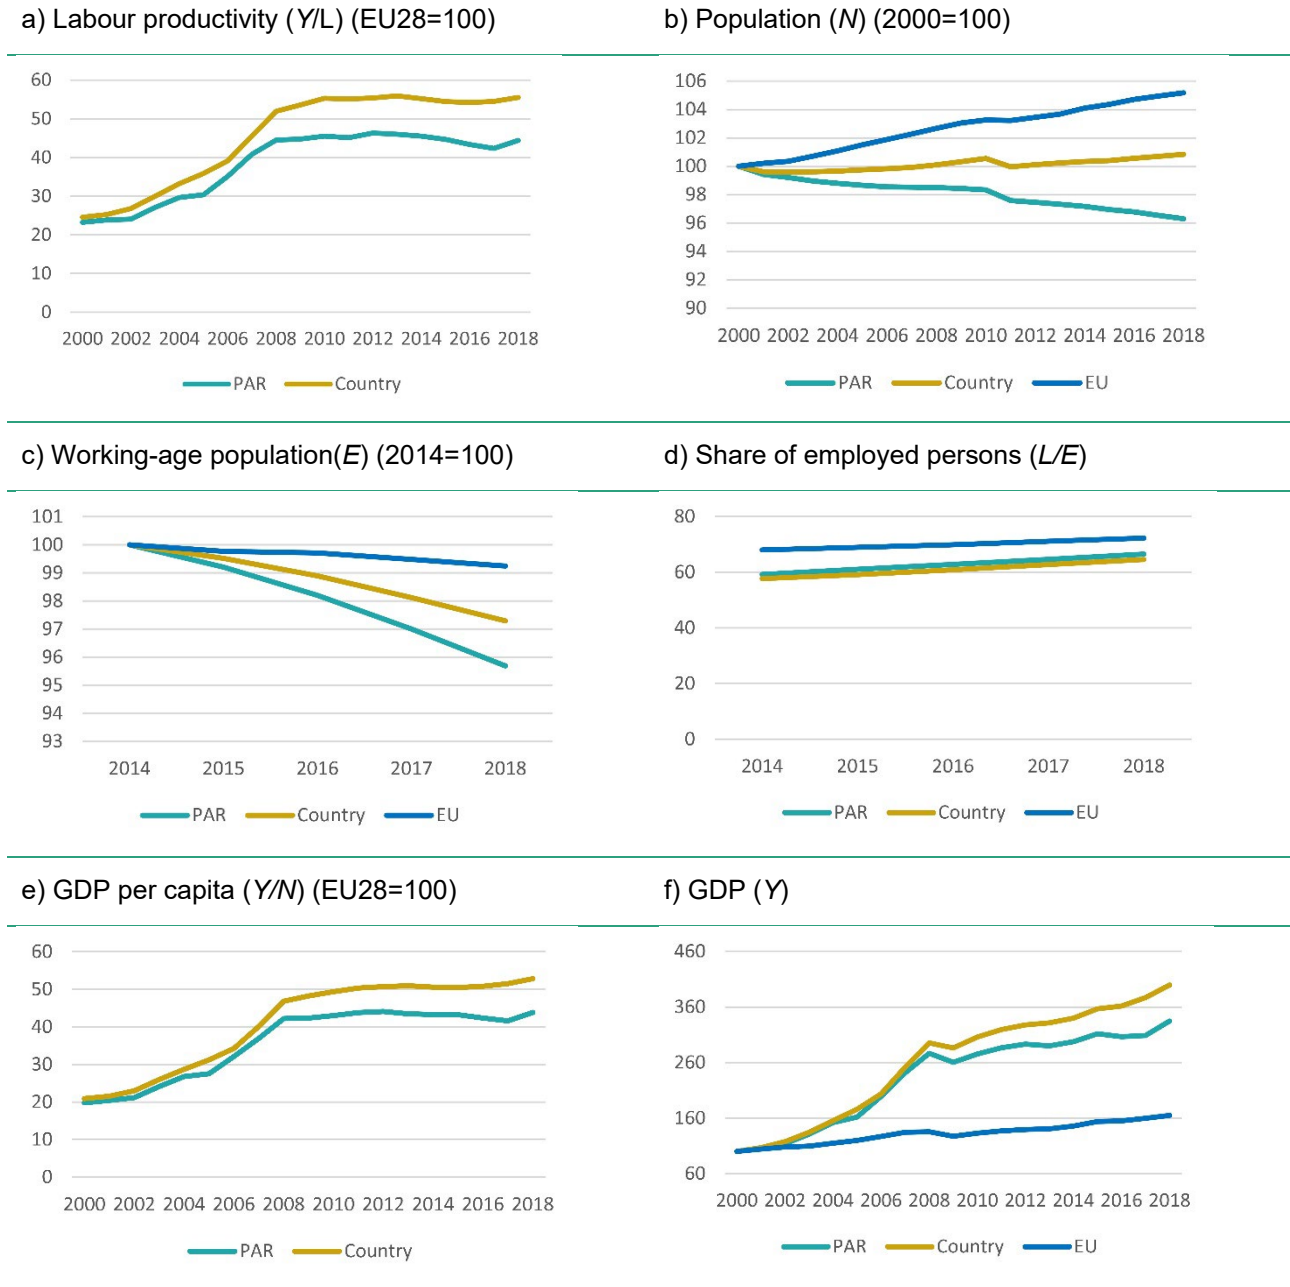 a) Labour productivity (Y/L) (EU28=100)
60
50
40
30
20
10
0
2000 2002 2004 2006 2008 2010 2012 2014 2016 2018
PAR Country
b) Population (N) (2000=100)
106
104
102
100
98
96
94
92
90
2000 2002 2004 2006 2008 2010 2012 2014 2016 2018
PAR Country EU
c) Working-age population(E) (2014=100)
101
100
99
98
97
96
95
94
93
2014 2015 2016 2017 2018
PAR Country EU
d) Share of employed persons (L/E)
80
60
40
20
0
2014 2015 2016 2017 2018
PAR Country EU
e) GDP per capita (Y/N) (EU28=100)
60
50
40
30
20
10
0
2000 2002 2004 2006 2008 2010 2012 2014 2016 2018
PAR Country
f) GDP (Y)
460
360
260
160
60
2000 2002 2004 2006 2008 2010 2012 2014 2016 2018
PAR Country EU